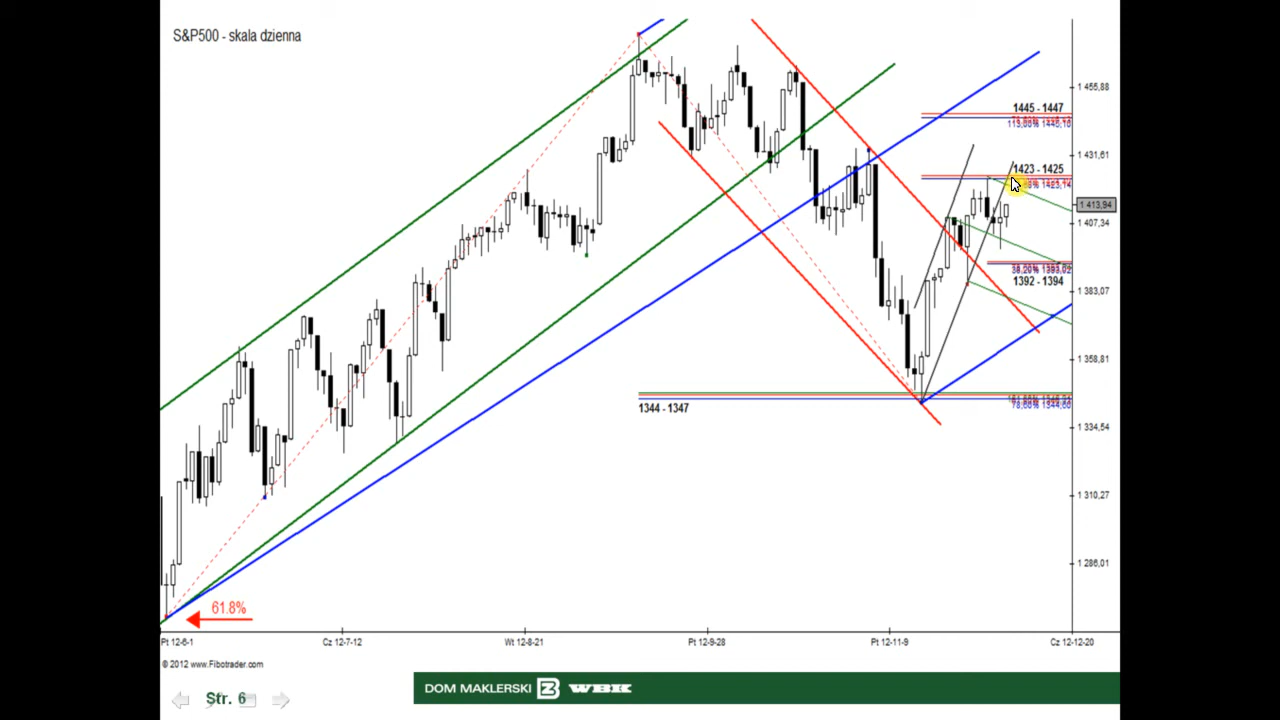 S&P500 - skala dzienna
1 455,88
1445 - 1447
1 431,61
1423 - 1425
1 413,94
1 407,34
1392 - 1394
1 383,07
1 358,81
1344 - 1347
1 334,54
1 310,27
1 286,01
61.8%
Pt 12-6-1
Cz 12-7-12
Wt 12-8-21
Pt 12-9-28
Pt 12-11-9
Cz 12-12-20
© 2012 www.Fibotrader.com
Str. 6
DOM MAKLERSKI Z WBK